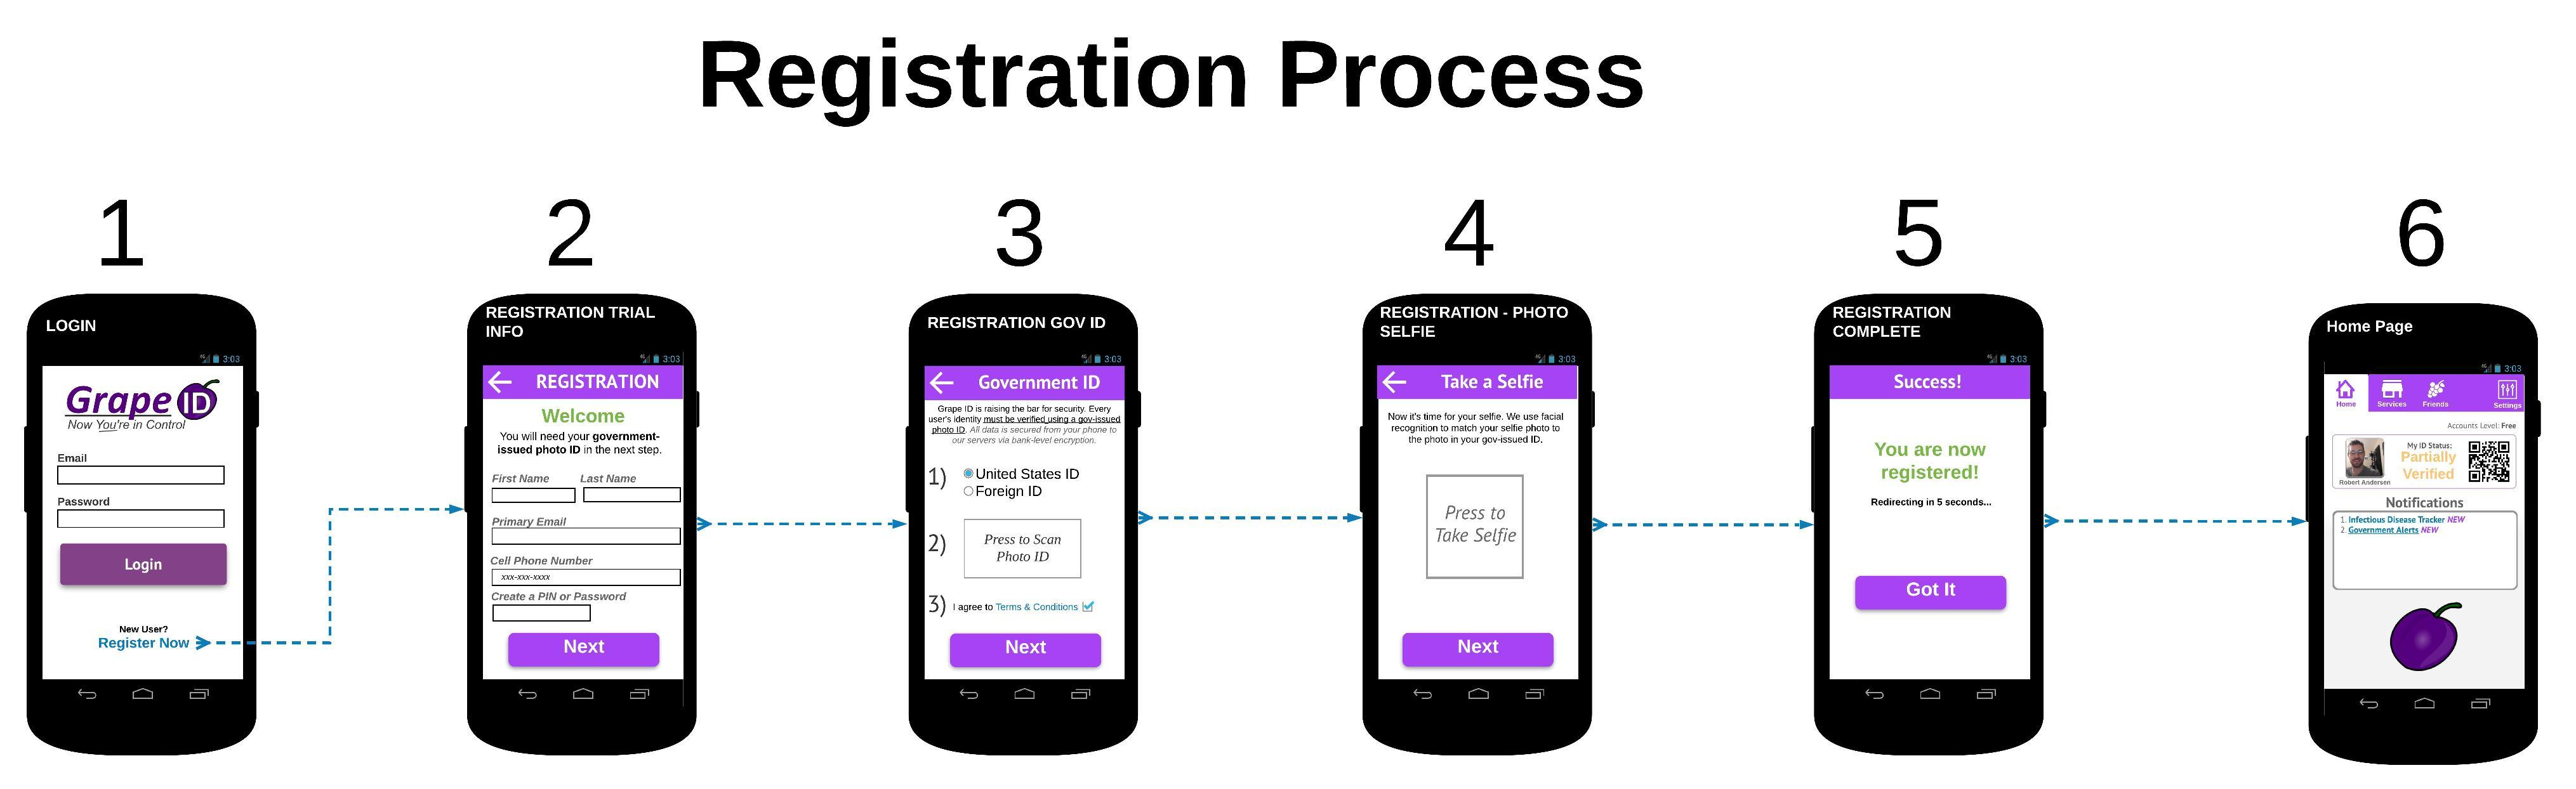 Registration Process
1
2
3
4
5
6
LOGIN
3:03
Grape ID
Now You're in Control
Email
Password
Login
New User?
Register Now
REGISTRATION TRIAL
INFO
3:03
REGISTRATION
Welcome
You will need your government-
issued photo ID in the next step.
First Name Last Name
Primary Email
Cell Phone Number
xxx-xxx-xxxx
Create a PIN or Password
Next
REGISTRATION GOV ID
3:03
Government ID
Grape ID is raising the bar for security. Every
user's identity must be verified using a gov-issued
photo ID. All data is secured from your phone to
our servers via bank-level encryption.
1) United States ID
Foreign ID
2) Press to Scan
Photo ID
3) I agree to Terms & Conditions
Next
REGISTRATION - PHOTO
SELFIE
3:03
Take a Selfie
Now it's time for your selfie. We use facial
recognition to match your selfie photo to
the photo in your gov-issued ID.
Press to
Take Selfie
Next
REGISTRATION
COMPLETE
3:03
Success!
You are now
registered!
Redirecting in 5 seconds...
Got It
Home Page
3:03
Home Services Friends Settings
Accounts Level: Free
My ID Status:
Partially
Verified
Robert Andersen
Notifications
1. Infectious Disease Tracker NEW
2. Government Alerts NEW